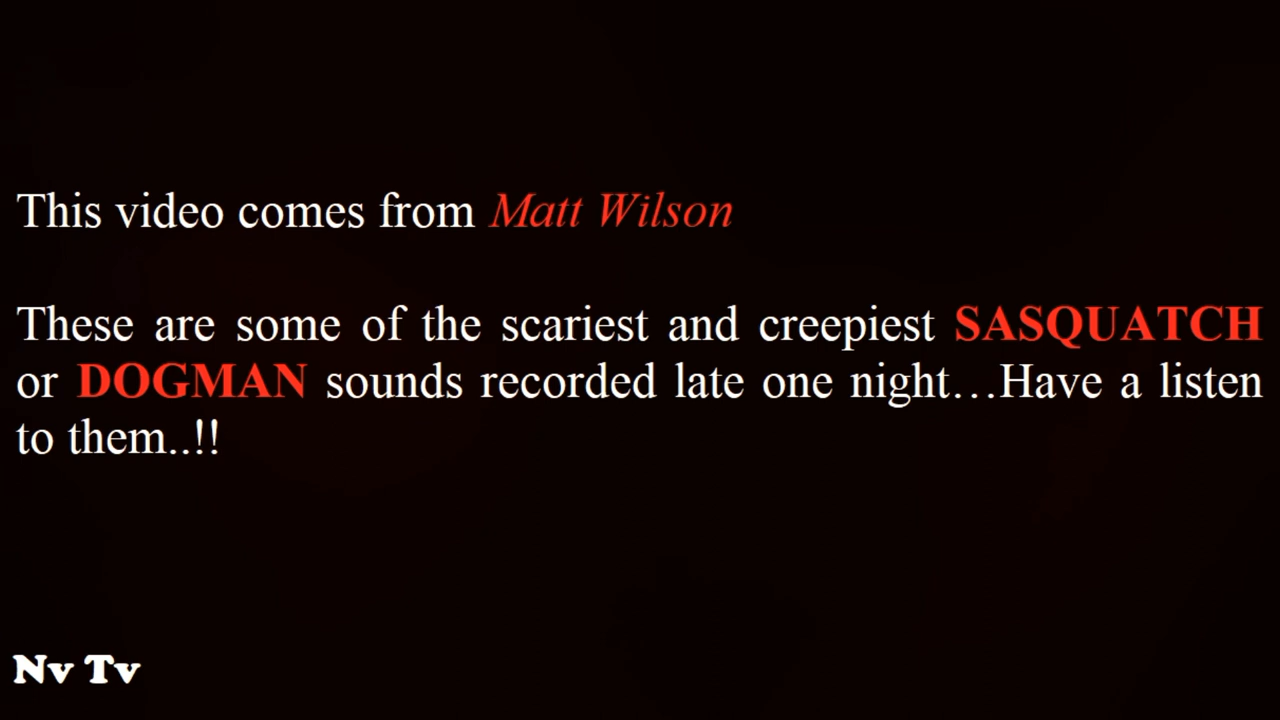 This video comes from Matt Wilson
These are some of the scariest and creepiest SASQUATCH
or DOGMAN sounds recorded late one night…Have a listen
to them..!!
Nv Tv